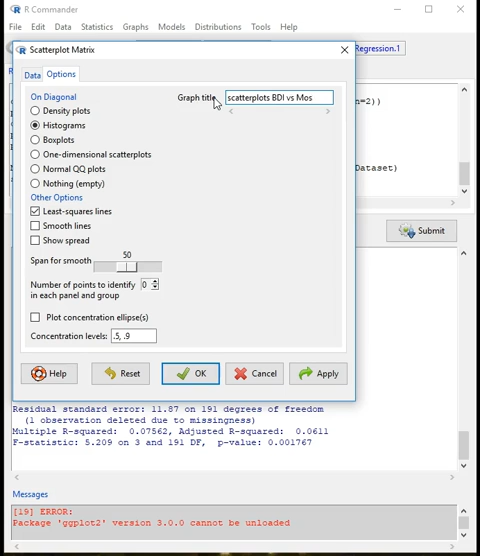 R Commander
File Edit Data Statistics Graphs Models Distributions Tools Help
Regression.1
Scatterplot Matrix
Data Options
On Diagonal
Graph title
scatterplots BDI vs Mos
Density plots
Histograms
Boxplots
One-dimensional scatterplots
Normal QQ plots
Nothing (empty)
Other Options
Least-squares lines
Smooth lines
Show spread
50
Span for smooth
Number of points to identify
in each panel and group
0
Plot concentration ellipse(s)
Concentration levels: .5, .9
Help Reset OK Cancel Apply
n=2))
Dataset)
Submit
Residual standard error: 11.87 on 191 degrees of freedom
(1 observation deleted due to missingness)
Multiple R-squared: 0.07562, Adjusted R-squared: 0.0611
F-statistic: 5.209 on 3 and 191 DF, p-value: 0.001767
Messages
[19] ERROR:
Package 'ggplot2' version 3.0.0 cannot be unloaded